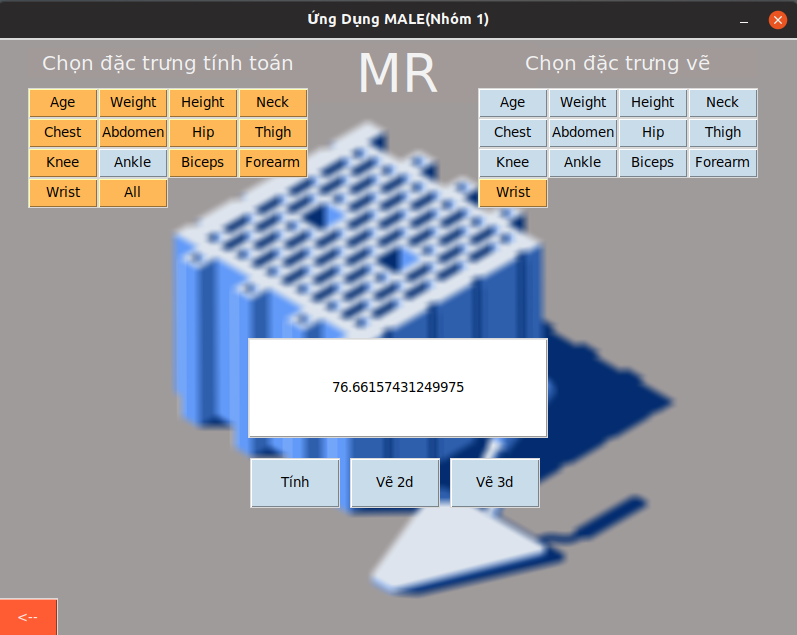 Ứng Dụng MALE(Nhóm 1)
Chọn đặc trưng tính toán
MR
Chọn đặc trưng vẽ
Age Weight Height Neck
Chest Abdomen Hip Thigh
Knee Ankle Biceps Forearm
Wrist All
Age Weight Height Neck
Chest Abdomen Hip Thigh
Knee Ankle Biceps Forearm
Wrist
76.66157431249975
Tính Vẽ 2d Vẽ 3d
<--